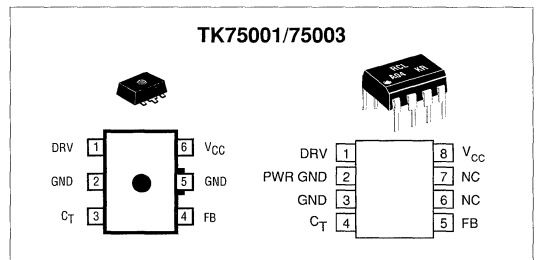 TK75001/75003
RCL
A04 KR
DRV 1 6 VCC
GND 2 5 GND
CT 3 4 FB
DRV 1 8 VCC
PWR GND 2 7 NC
GND 3 6 NC
CT 4 5 FB